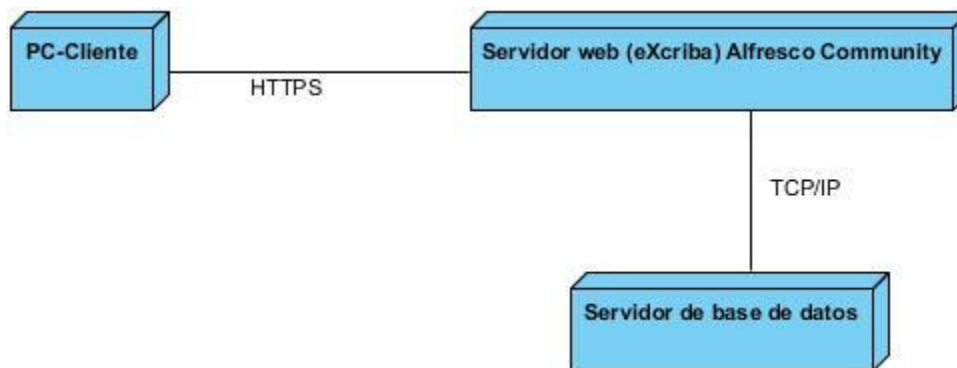 PC-Cliente
Servidor web (eXcriba) Alfresco Community
HTTPS
TCP/IP
Servidor de base de datos